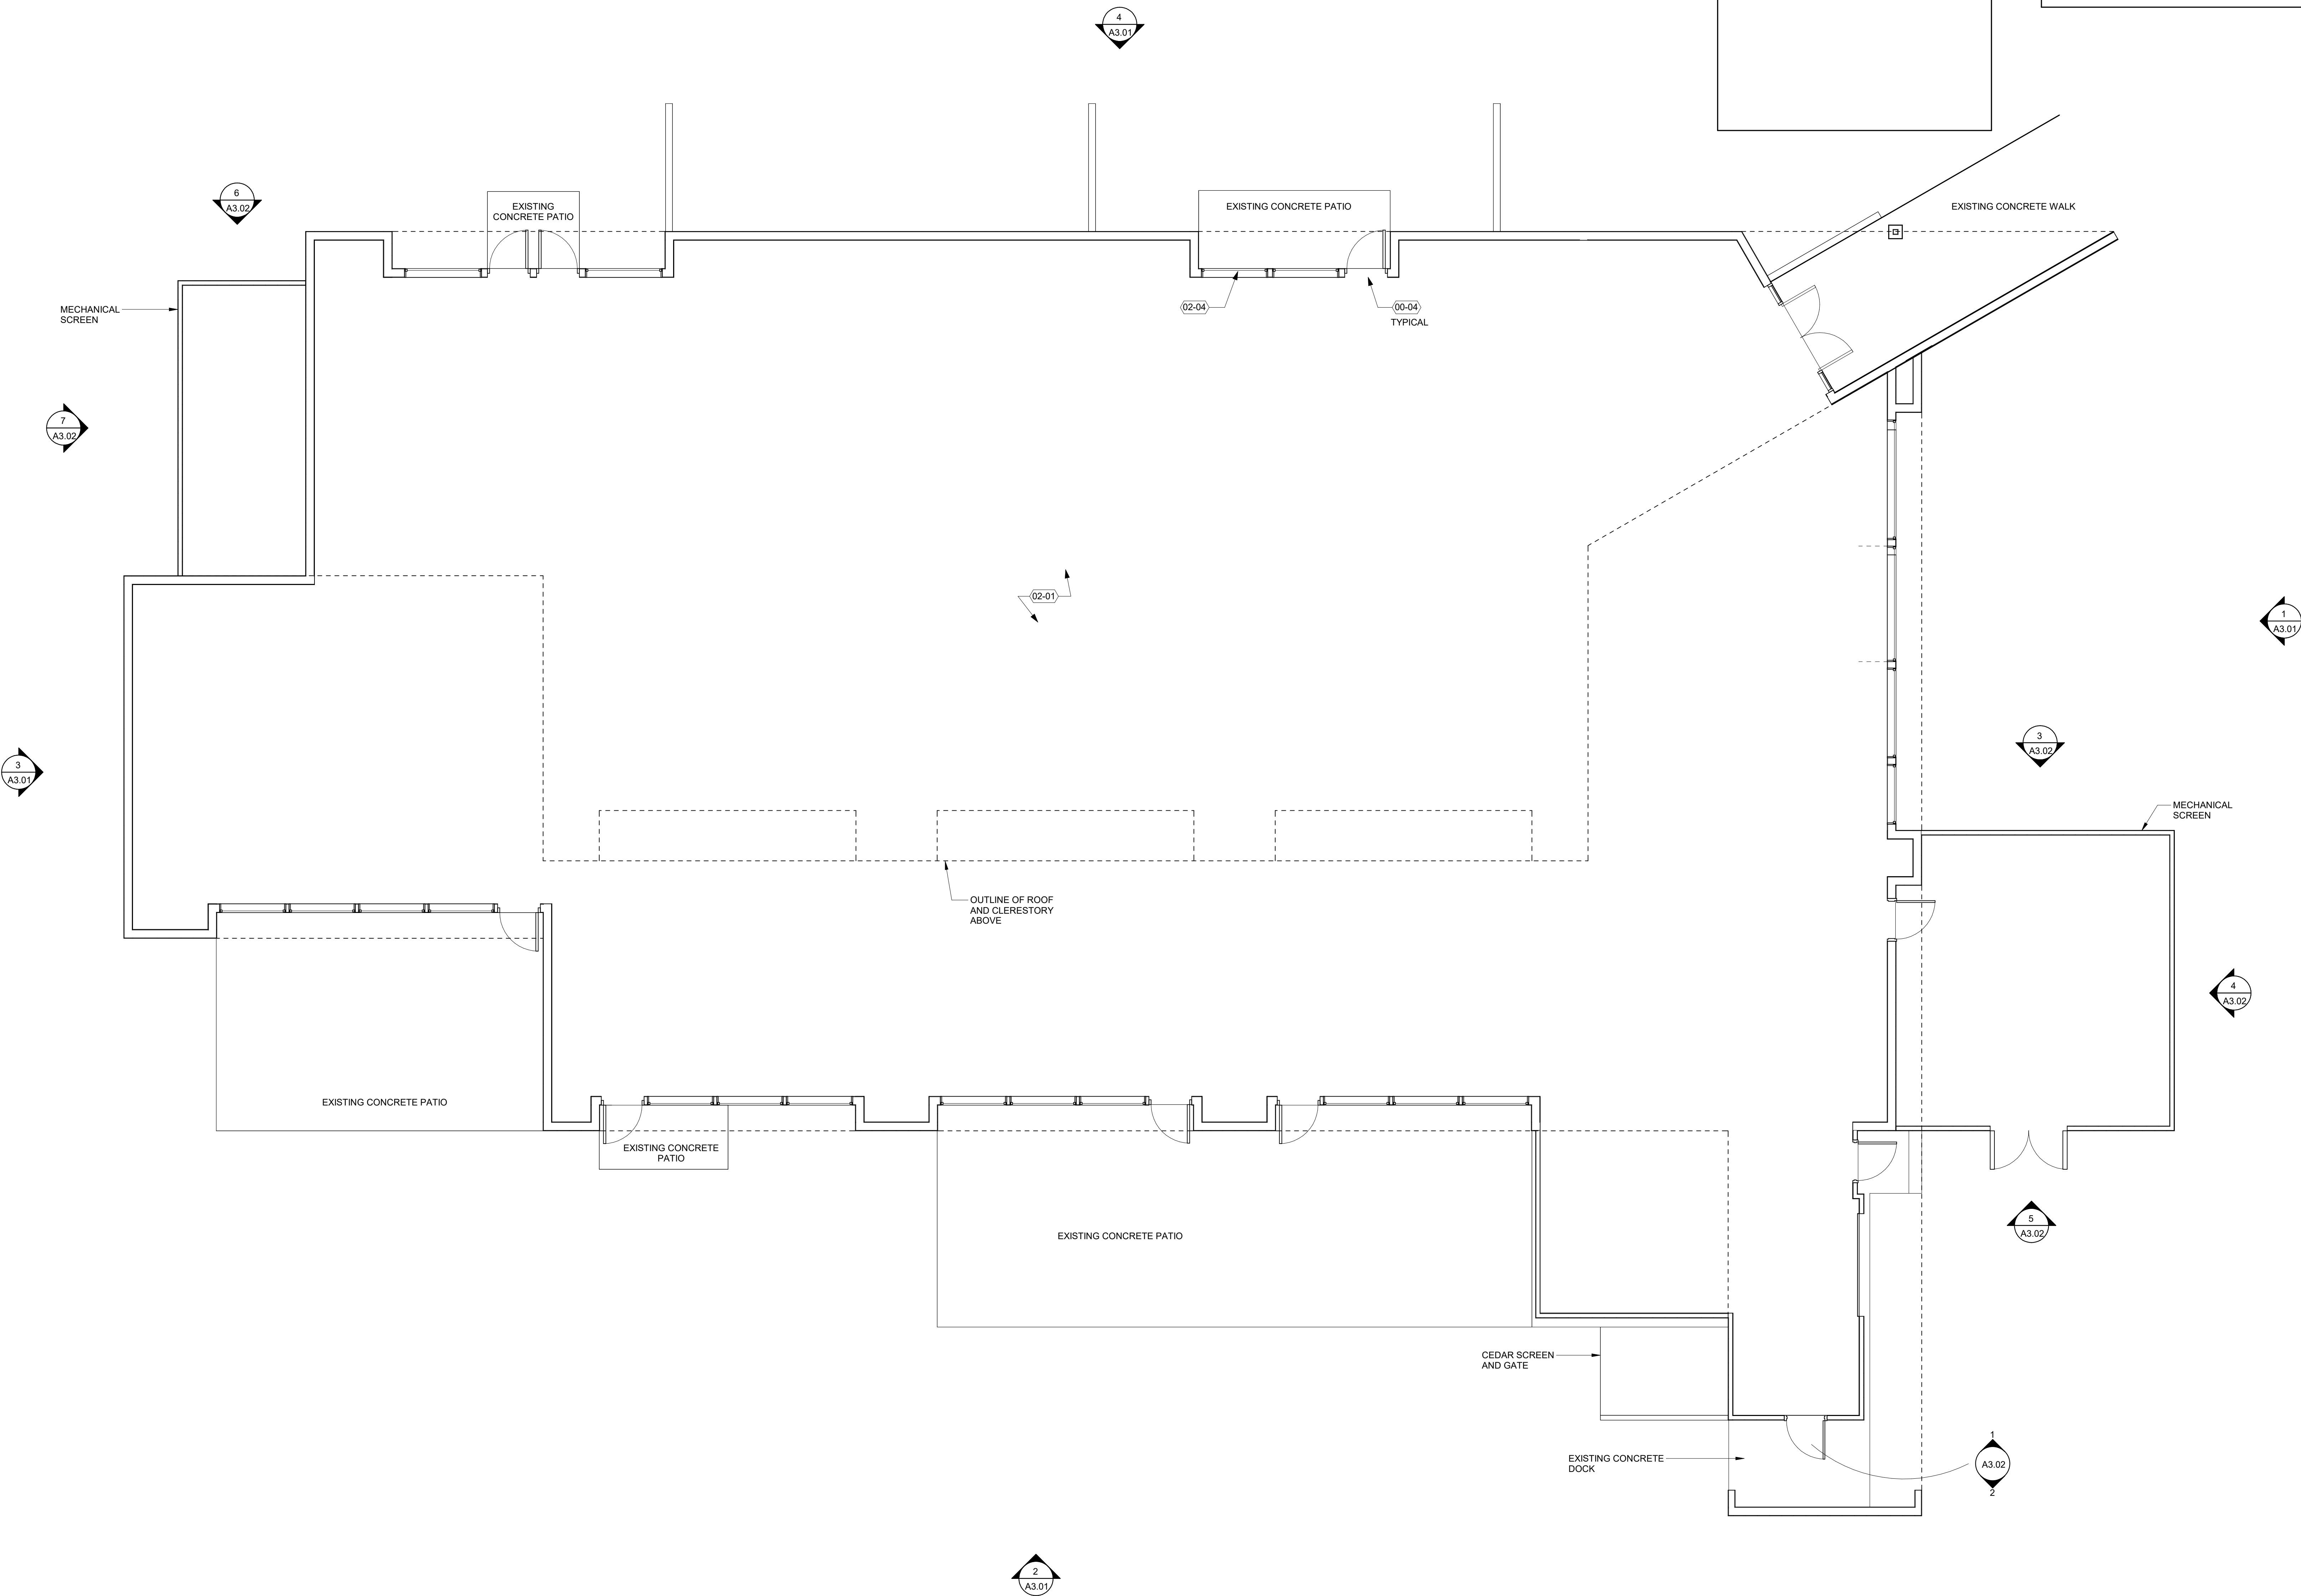 4
A3.01
6
A3.02
EXISTING
CONCRETE PATIO
EXISTING CONCRETE PATIO
EXISTING CONCRETE WALK
MECHANICAL
SCREEN
02-04
00-04
TYPICAL
7
A3.02
02-01
1
A3.01
3
A3.01
3
A3.02
MECHANICAL
SCREEN
OUTLINE OF ROOF
AND CLERESTORY
ABOVE
4
A3.02
EXISTING CONCRETE PATIO
EXISTING CONCRETE
PATIO
EXISTING CONCRETE PATIO
5
A3.02
CEDAR SCREEN
AND GATE
EXISTING CONCRETE
DOCK
1
A3.02
2
2
A3.01